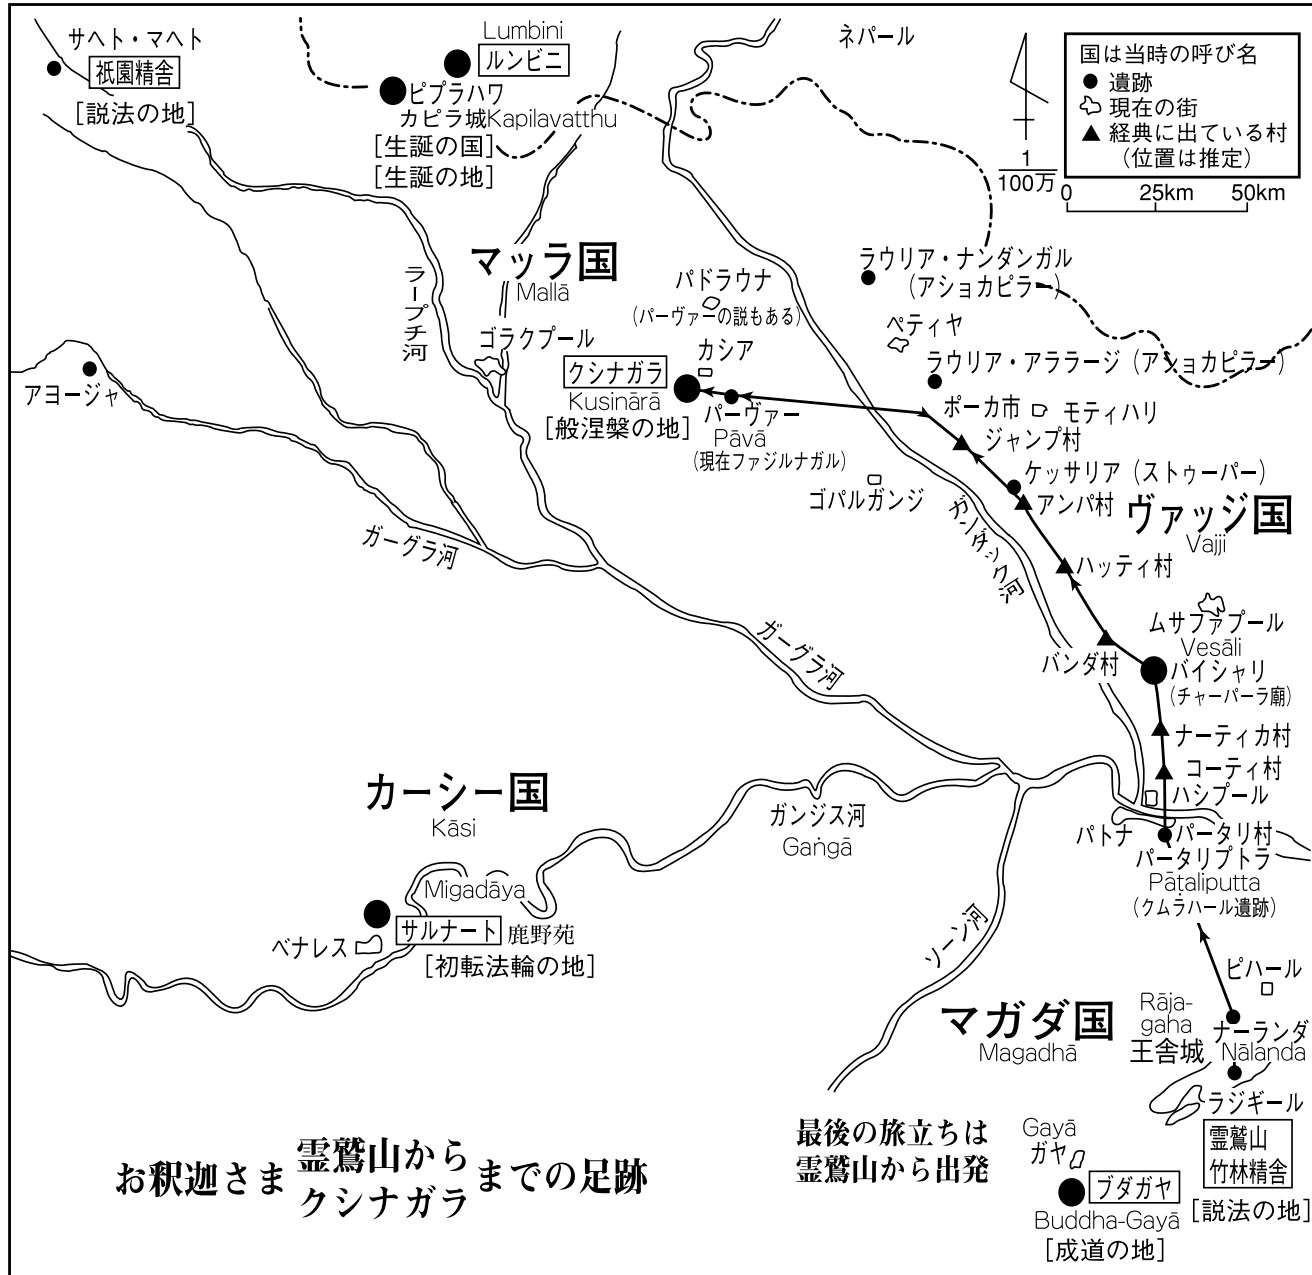 サヘト・マヘト
祇園精舎
[説法の地]
Lumbini
ルンビニ
ピプラハワ
カピラ城Kapilavatthu
[生誕の国]
[生誕の地]
ネパール
1
100万
国は当時の呼び名
遺跡
現在の街
経典に出ている村
(位置は推定)
0 25km 50km
マッラ国
Mallā
ラープチ河
ゴラクプール
パドラウナ
(パーヴァーの説もある)
カシア
クシナガラ
Kusinārā
[般涅槃の地]
パーヴァー
Pāvā
(現在ファジルナガル)
ラウリア・ナンダンガル
(アショカピラー)
ベティヤ
ラウリア・アララージ(アショカピラー)
ポーカ市
モティハリ
ジャンプ村
ケッサリア(ストゥーパー)
アンパ村
ゴパルガンジ
ガンダック河
ヴァッジ国
Vajji
ハッティ村
ムサファプール
Vesāli
バイシャリ
(チャーパーラ廟)
バンダ村
ナーティカ村
コーティ村
ハシプール
パトナ
パータリ村
パータリプトラ
Pāṭaliputta
(クムラハール遺跡)
アヨージャ
ガーグラ河
ガーグラ河
カーシー国
Kāsi
ガンジス河
Gaṅgā
Migadāya
サルナート
鹿野苑
ベナレス
[初転法輪の地]
ソーン河
マガダ国
Magadhā
ビハール
Rāja-
gaha
王舎城
ナーランダ
Nālanda
ラジギール
霊鷲山
竹林精舎
[説法の地]
Gayā
ガヤ
ブダガヤ
Buddha-Gayā
[成道の地]
最後の旅立ちは
霊鷲山から出発
お釈迦さま 霊鷲山から
クシナガラ までの足跡